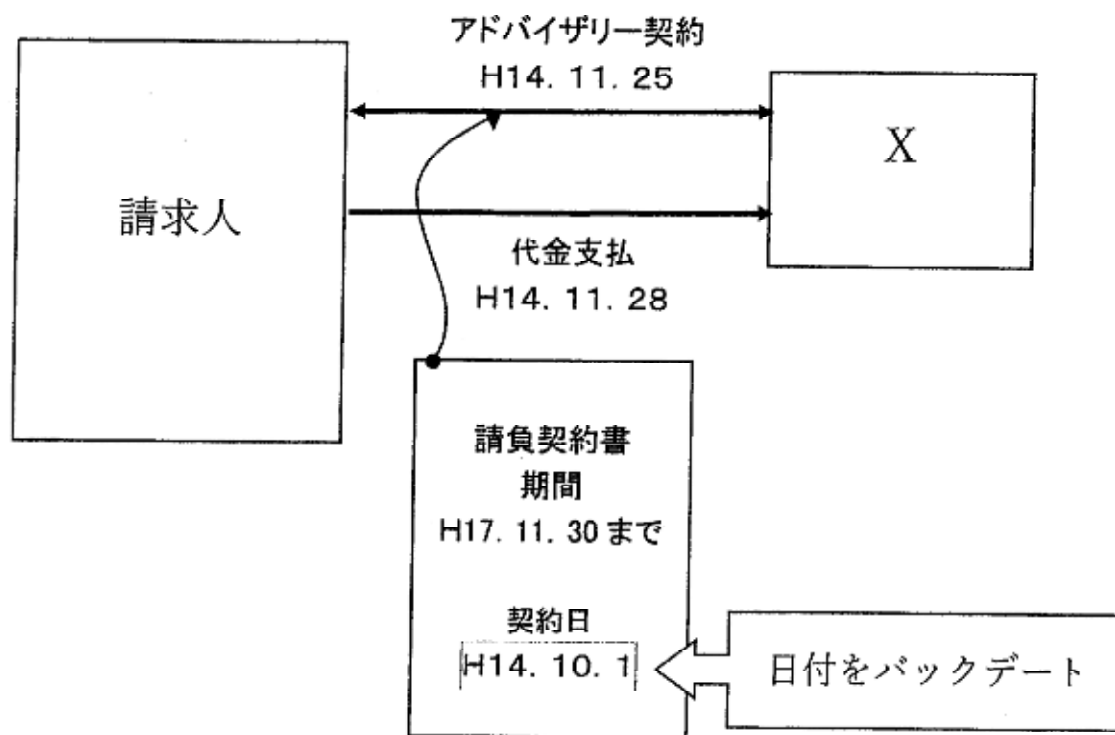 アドバイザリー契約
H14. 11. 25
請求人
X
代金支払
H14. 11. 28
請負契約書
期間
H17. 11. 30 まで
契約日
H14. 10. 1
日付をバックデート